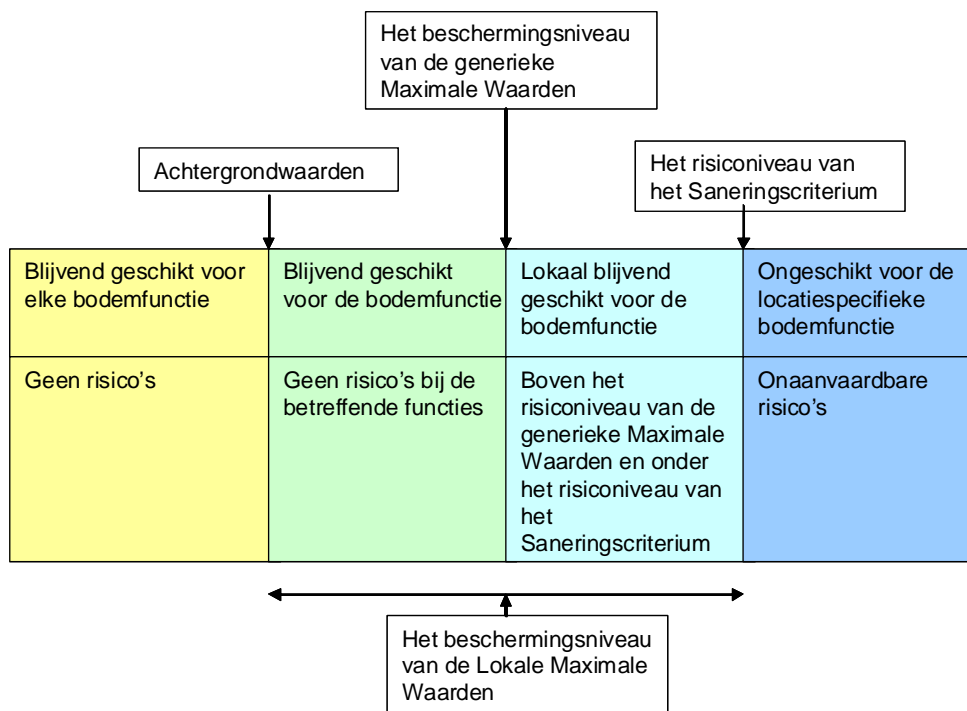 Het beschermingsniveau
van de generieke
Maximale Waarden
Achtergrondwaarden
Het risiconiveau van
het Saneringscriterium
Blijvend geschikt voor
elke bodemfunctie
Blijvend geschikt
voor de bodemfunctie
Lokaal blijvend
geschikt voor de
bodemfunctie
Ongeschikt voor de
locatiespecifieke
bodemfunctie
Geen risico's
Geen risico's bij de
betreffende functies
Boven het
risiconiveau van de
generieke Maximale
Waarden en onder
het risiconiveau van
het
Saneringscriterium
Onaanvaardbare
risico's
Het beschermingsniveau
van de Lokale Maximale
Waarden